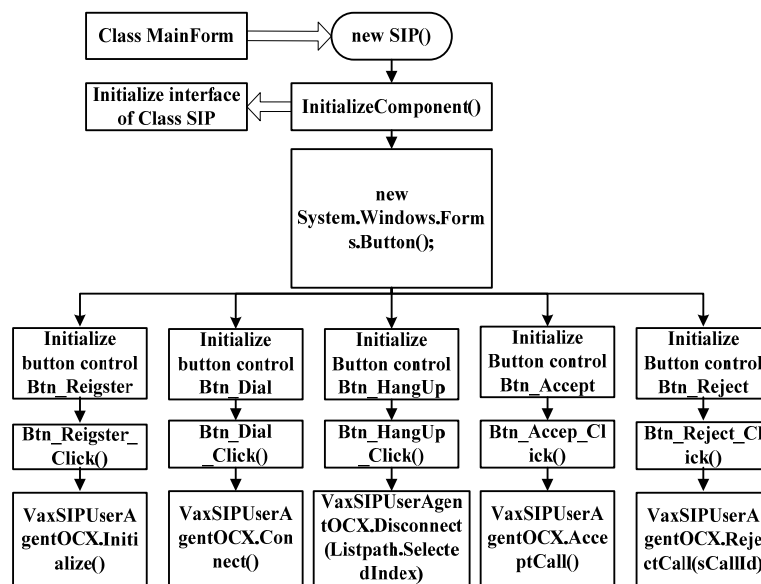 Class MainForm
new SIP()
Initialize interface
of Class SIP
InitializeComponent()
new
System.Windows.Form
s.Button();
Initialize
button control
Btn_Reigster
Initialize
button control
Btn_Dial
Initialize
Button control
Btn_HangUp
Initialize
Button control
Btn_Accept
Initialize
Button control
Btn_Reject
Btn_Reigster_
Click()
Btn_Dial
_Click()
Btn_HangUp
_Click()
Btn_Accep_Cl
ick()
Btn_Reject_Cl
ick()
VaxSIPUserA
gentOCX.Initi
alize()
VaxSIPUserA
gentOCX.Con
nect()
VaxSIPUserAgen
tOCX.Disconnect
(Listpath.Selecte
dIndex)
VaxSIPUserA
gentOCX.Acce
ptCall()
VaxSIPUserA
gentOCX.Reje
ctCall(sCallId)